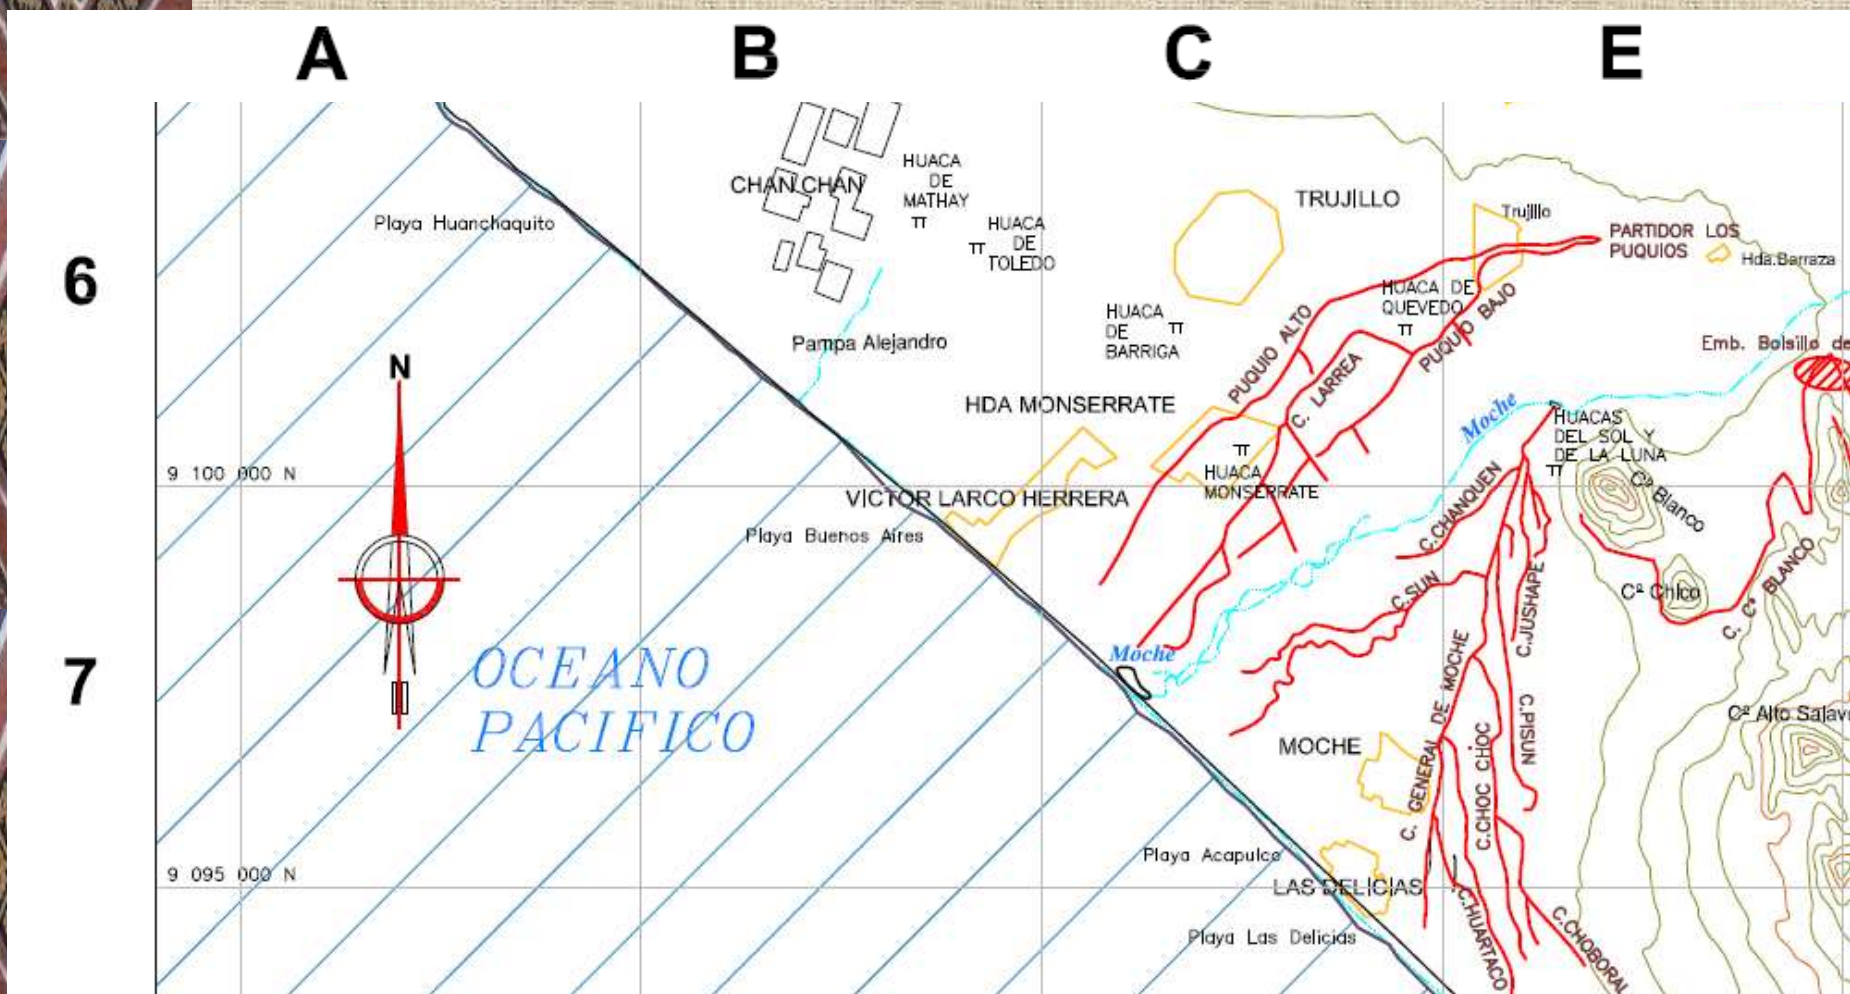 A
B
C
E
6
7
HUACA
DE
MATHAY
CHAN CHAN
HUACA
DE
TOLEDO
Playa Huanchaquito
TRUJILLO
Trujillo
PARTIDOR LOS
PUQUIOS
Hda.Barraza
HUACA DE
QUEVEDO
HUACA
DE
BARRIGA
PUQUIO ALTO
PUQUIO BAJO
C. LARREA
Pampa Alejandro
Emb. Bolsillo de
N
HDA MONSERRATE
Moche
HUACAS
DEL SOL Y
DE LA LUNA
9 100 000 N
HUACA
MONSERRATE
Cº Blanco
VICTOR LARCO HERRERA
Playa Buenos Aires
C.CHANQUEN
C.SUN
C.JUSHAPE
Cº Chico
C. Cº BLANCO
OCEANO
PACIFICO
Moche
C. GENERAL DE MOCHE
C.PISUN
Cº Alto Salav
MOCHE
C.CHOC CHOC
Playa Acapulco
9 095 000 N
LAS DELICIAS
Playa Las Delicias
C.HUARTACO
C.CHOBORAL